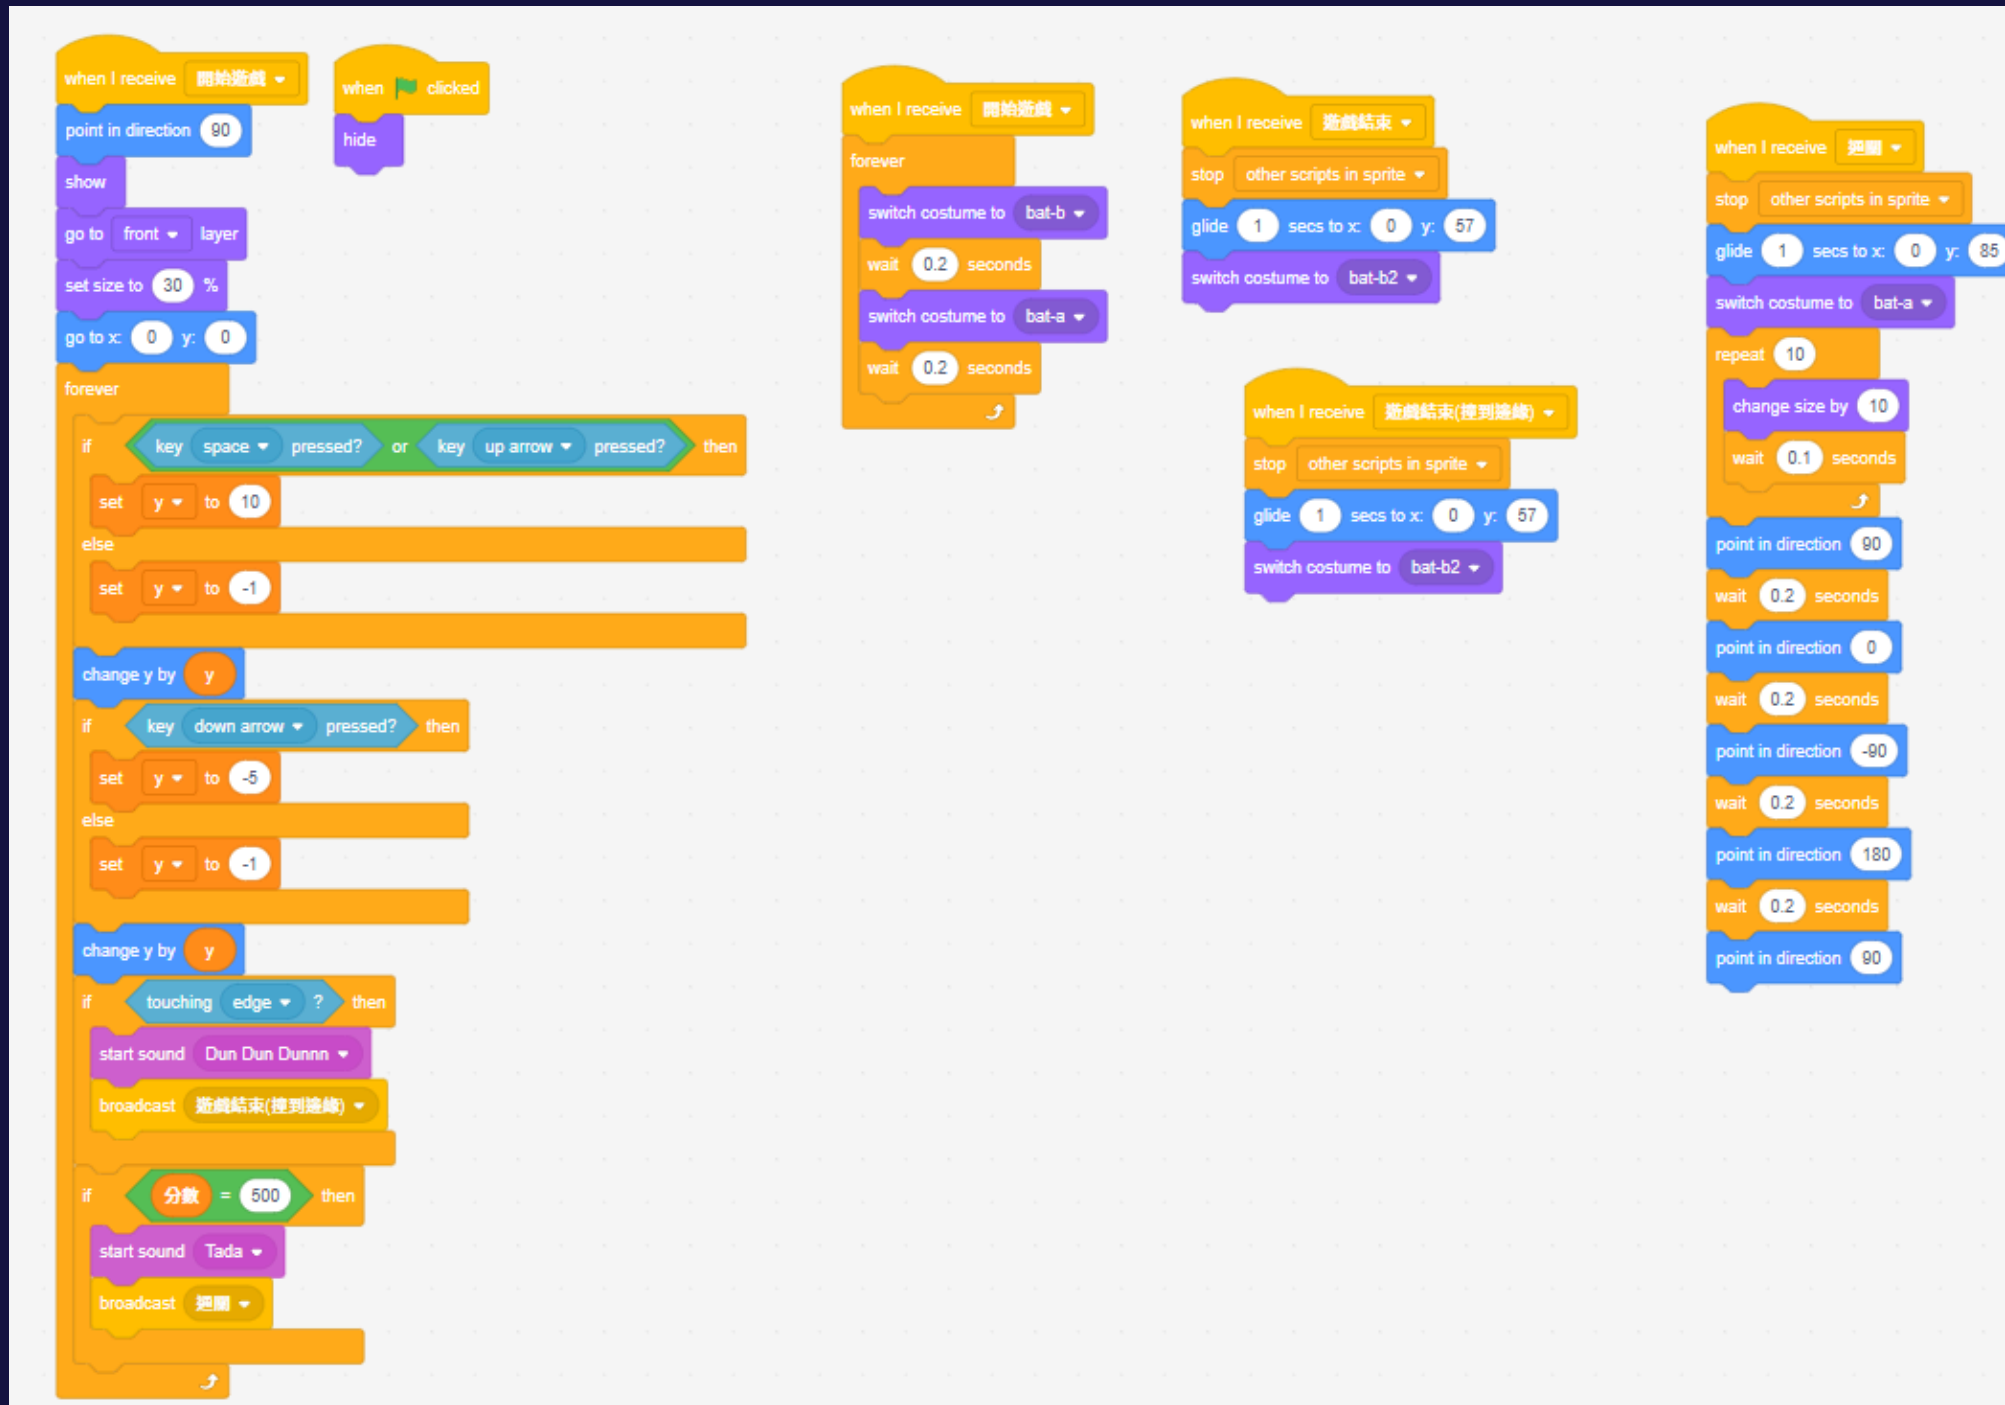 when I receive 開始遊戲
point in direction 90
show
go to front layer
set size to 30 %
go to x: 0 y: 0
forever
if key space pressed? or key up arrow pressed? then
set y to 10
else
set y to -1
change y by y
if key down arrow pressed? then
set y to -5
else
set y to -1
change y by y
if touching edge ? then
start sound Dun Dun Dunnn
broadcast 遊戲結束(撞到邊緣)
if 分數 = 500 then
start sound Tada
broadcast 過關
when clicked
hide
when I receive 開始遊戲
forever
switch costume to bat-b
wait 0.2 seconds
switch costume to bat-a
wait 0.2 seconds
when I receive 遊戲結束
stop other scripts in sprite
glide 1 secs to x: 0 y: 57
switch costume to bat-b2
when I receive 遊戲結束(撞到邊緣)
stop other scripts in sprite
glide 1 secs to x: 0 y: 57
switch costume to bat-b2
when I receive 過關
stop other scripts in sprite
glide 1 secs to x: 0 y: 85
switch costume to bat-a
repeat 10
change size by 10
wait 0.1 seconds
point in direction 90
wait 0.2 seconds
point in direction 0
wait 0.2 seconds
point in direction -90
wait 0.2 seconds
point in direction 180
wait 0.2 seconds
point in direction 90